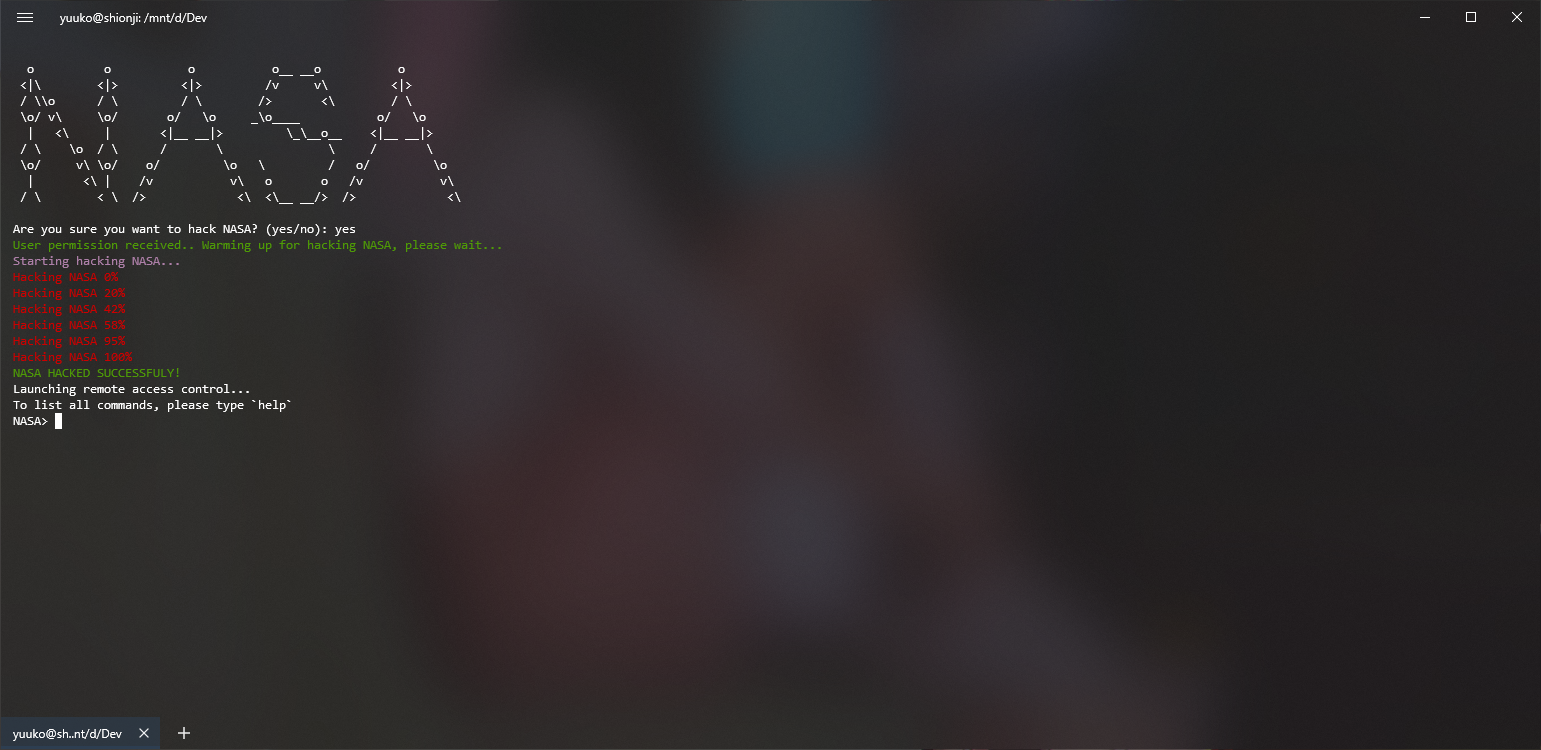 yuuko@shionji: /mnt/d/Dev
  o          o           o           o__ __o           o
 <|\        <|>         <|>         /v     v\         <|>
 / \\o      / \         / \        />       <\        / \
 \o/ v\     \o/       o/   \o     _\o____           o/   \o
  |   <\     |       <|__ __|>         \_\__o__    <|__ __|>
 / \    \o  / \      /       \               \     /       \
 \o/     v\ \o/    o/         \o   \         /   o/         \o
  |       <\ |    /v           v\   o       o   /v           v\
 / \        < \  />             <\  <\__ __/>  />             <\
Are you sure you want to hack NASA? (yes/no): yes
User permission received.. Warming up for hacking NASA, please wait...
Starting hacking NASA...
Hacking NASA 0%
Hacking NASA 20%
Hacking NASA 42%
Hacking NASA 58%
Hacking NASA 95%
Hacking NASA 100%
NASA HACKED SUCCESSFULY!
Launching remote access control...
To list all commands, please type `help`
NASA>
yuuko@sh..nt/d/Dev